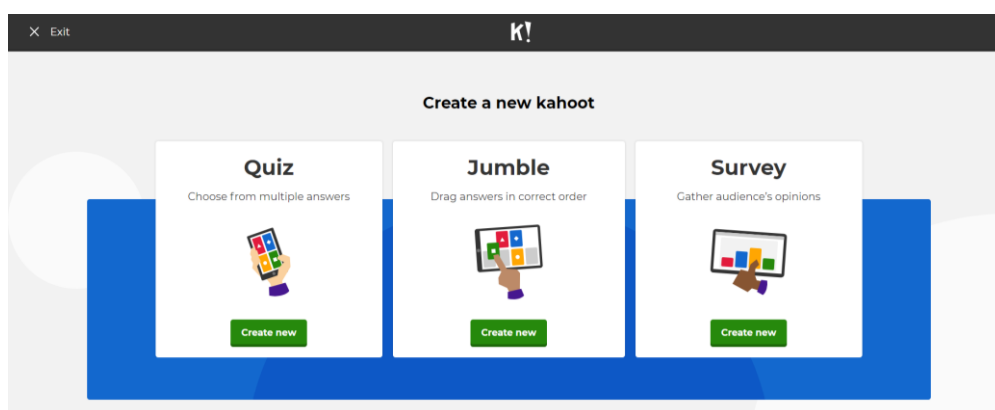 Exit
K!
Create a new kahoot
Quiz
Choose from multiple answers
Create new
Jumble
Drag answers in correct order
Create new
Survey
Gather audience's opinions
Create new